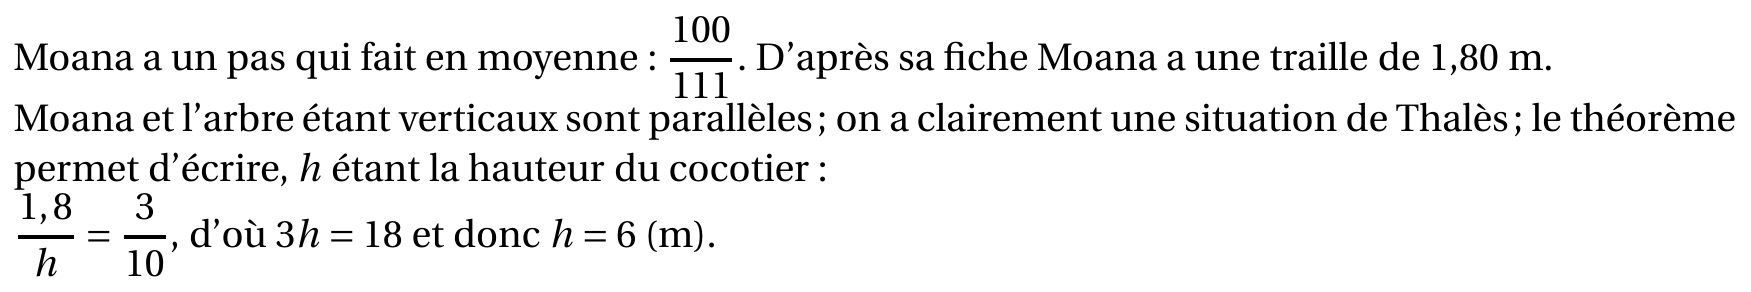 Moana a un pas qui fait en moyenne : 100/111. D’après sa fiche Moana a une traille de 1,80 m.
Moana et l’arbre étant verticaux sont parallèles ; on a clairement une situation de Thalès ; le théorème
permet d’écrire, h étant la hauteur du cocotier :
1,8/h = 3/10, d’où 3h = 18 et donc h = 6 (m).